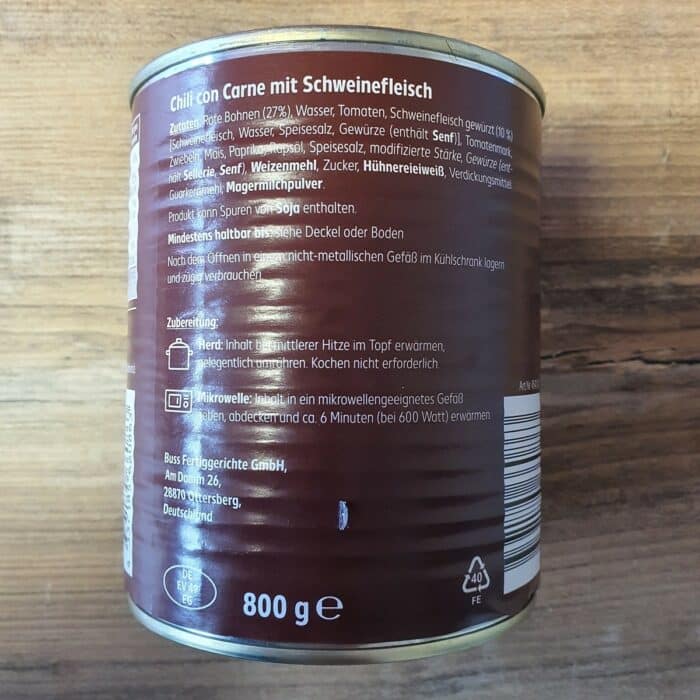 Chili con Carne mit Schweinefleisch
Zutaten: Rote Bohnen (27%), Wasser, Tomaten, Schweinefleisch gewürzt (10 %)
[Schweinefleisch, Wasser, Speisesalz, Gewürze (enthält Senf)], Tomatenmark,
Zwiebeln, Mais, Paprika, Rapsöl, Speisesalz, modifizierte Stärke, Gewürze (ent-
hält Sellerie, Senf), Weizenmehl, Zucker, Hühnereieiweiß, Verdickungsmittel
Guarkernmehl, Magermilchpulver.
Produkt kann Spuren von Soja enthalten.
Mindestens haltbar bis: siehe Deckel oder Boden
Nach dem Öffnen in einem nicht-metallischen Gefäß im Kühlschrank lagern
und zügig verbrauchen.
Zubereitung:
Herd: Inhalt bei mittlerer Hitze im Topf erwärmen,
gelegentlich umrühren. Kochen nicht erforderlich.
Mikrowelle: Inhalt in ein mikrowellengeeignetes Gefäß
geben, abdecken und ca. 6 Minuten (bei 600 Watt) erwärmen.
Buss Fertiggerichte GmbH,
Am Damm 26,
28870 Ottersberg,
Deutschland
DE
EV 49
EG
800 g e
40
FE